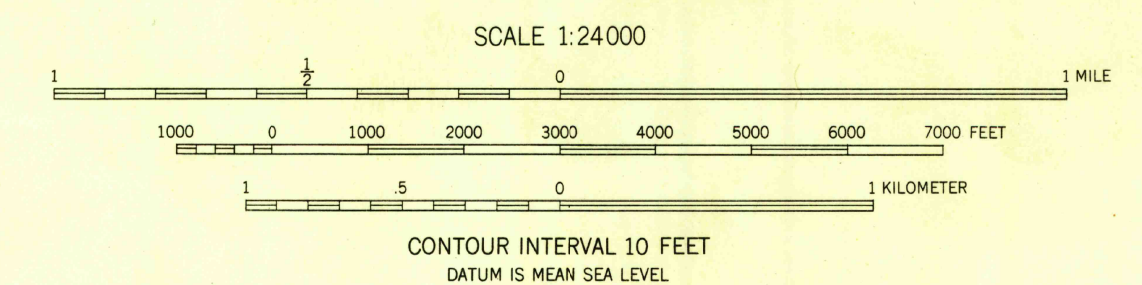 SCALE 1:24000
1 1/2 0 1 MILE
1000 0 1000 2000 3000 4000 5000 6000 7000 FEET
1 .5 0 1 KILOMETER
CONTOUR INTERVAL 10 FEET
DATUM IS MEAN SEA LEVEL